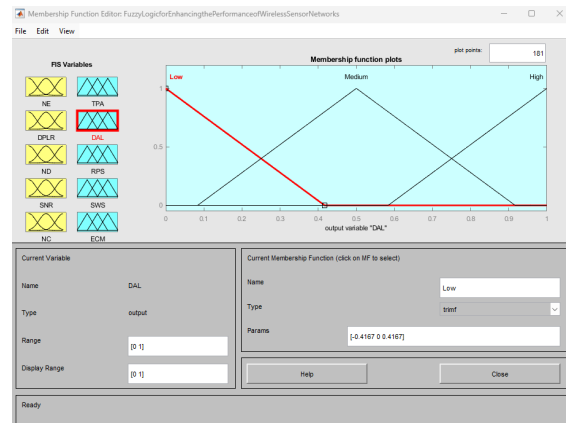 Membership Function Editor: FuzzyLogicforEnhancingthePerformanceofWirelessSensorNetworks
File Edit View
FIS Variables
Membership function plots
plot points: 181
NE TPA
DPLR DAL
ND RPS
SNR SWS
NC ECM
Low Medium High
1
0.5
0
0 0.1 0.2 0.3 0.4 0.5 0.6 0.7 0.8 0.9 1
output variable "DAL"
Current Variable
Name DAL
Type output
Range [0 1]
Display Range [0 1]
Current Membership Function (click on MF to select)
Name Low
Type trimf
Params [-0.4167 0 0.4167]
Help Close
Ready